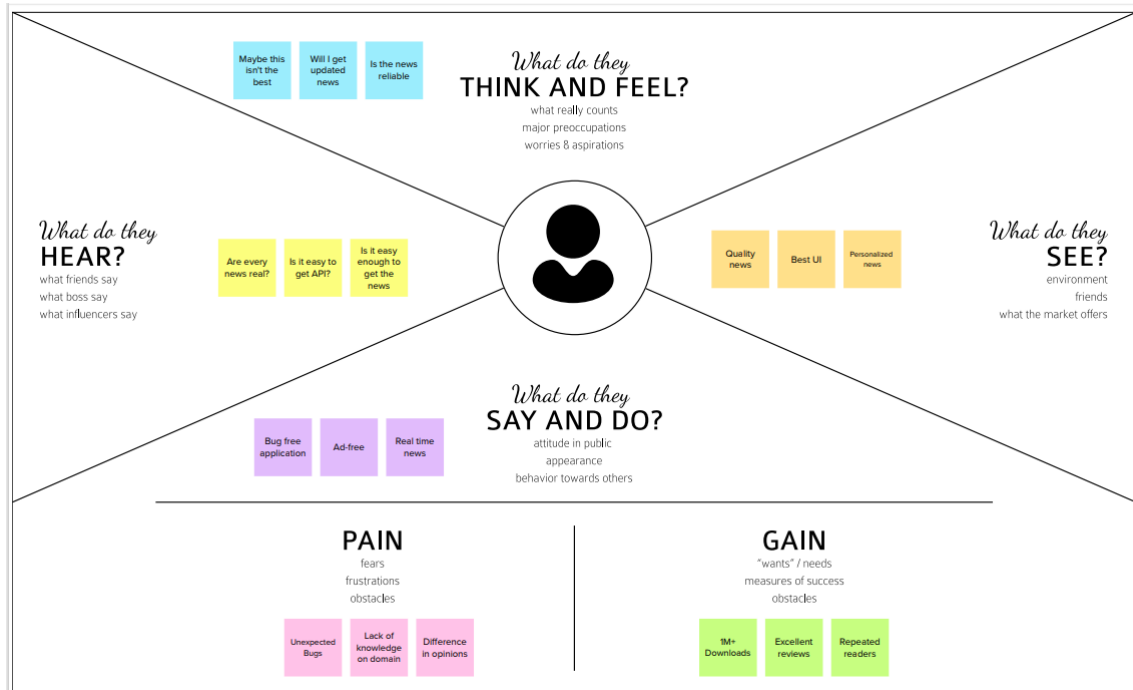 Maybe this
isn't the
best
Will I get
updated
news
Is the news
reliable
What do they
THINK AND FEEL?
what really counts
major preoccupations
worries & aspirations
What do they
HEAR?
what friends say
what boss say
what influencers say
Are every
news real?
Is it easy to
get API?
Is it easy
enough to
get the
news
Quality
news
Best UI
Personalized
news
What do they
SEE?
environment
friends
what the market offers
What do they
SAY AND DO?
attitude in public
appearance
behavior towards others
Bug free
application
Ad-free
Real time
news
PAIN
fears
frustrations
obstacles
Unexpected
Bugs
Lack of
knowledge
on domain
Difference
in opinions
GAIN
"wants" / needs
measures of success
obstacles
1M+
Downloads
Excellent
reviews
Repeated
readers